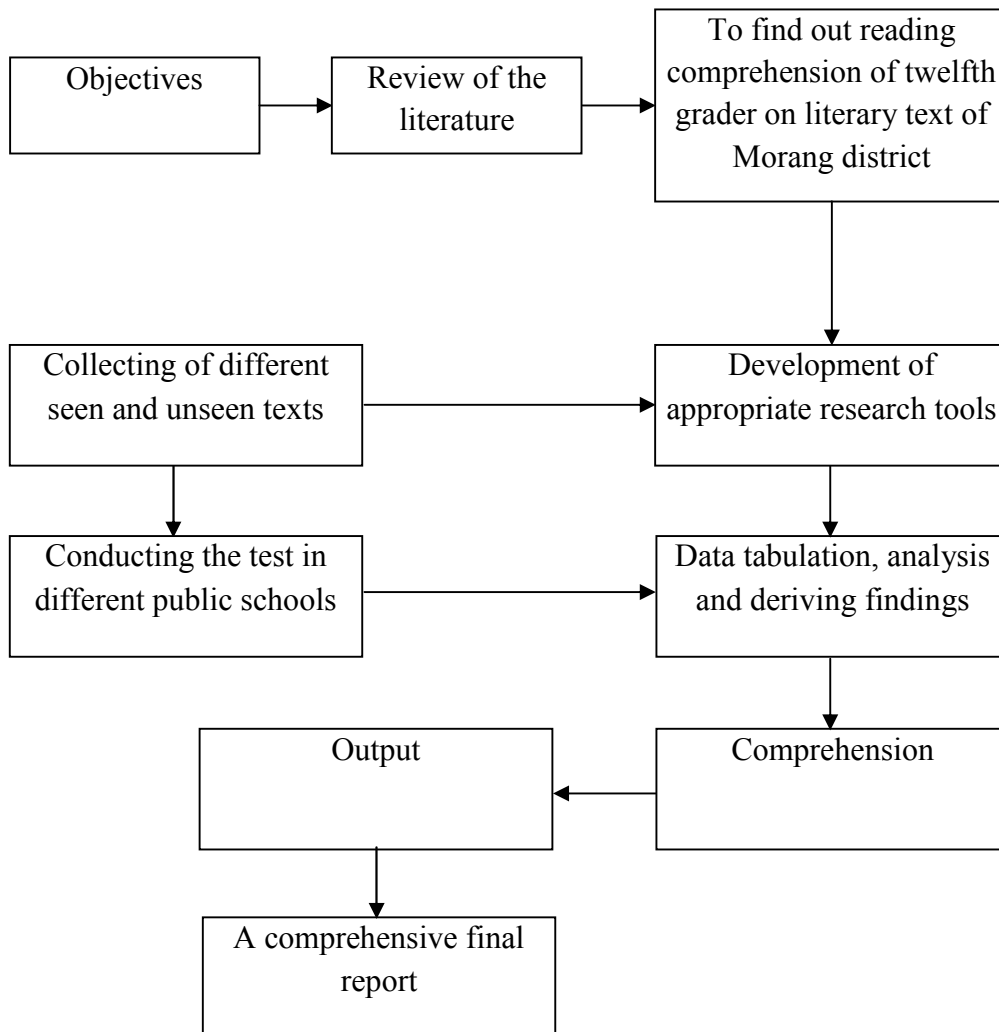 Objectives
Review of the
literature
To find out reading
comprehension of twelfth
grader on literary text of
Morang district
Collecting of different
seen and unseen texts
Development of
appropriate research tools
Conducting the test in
different public schools
Data tabulation, analysis
and deriving findings
Output
Comprehension
A comprehensive final
report